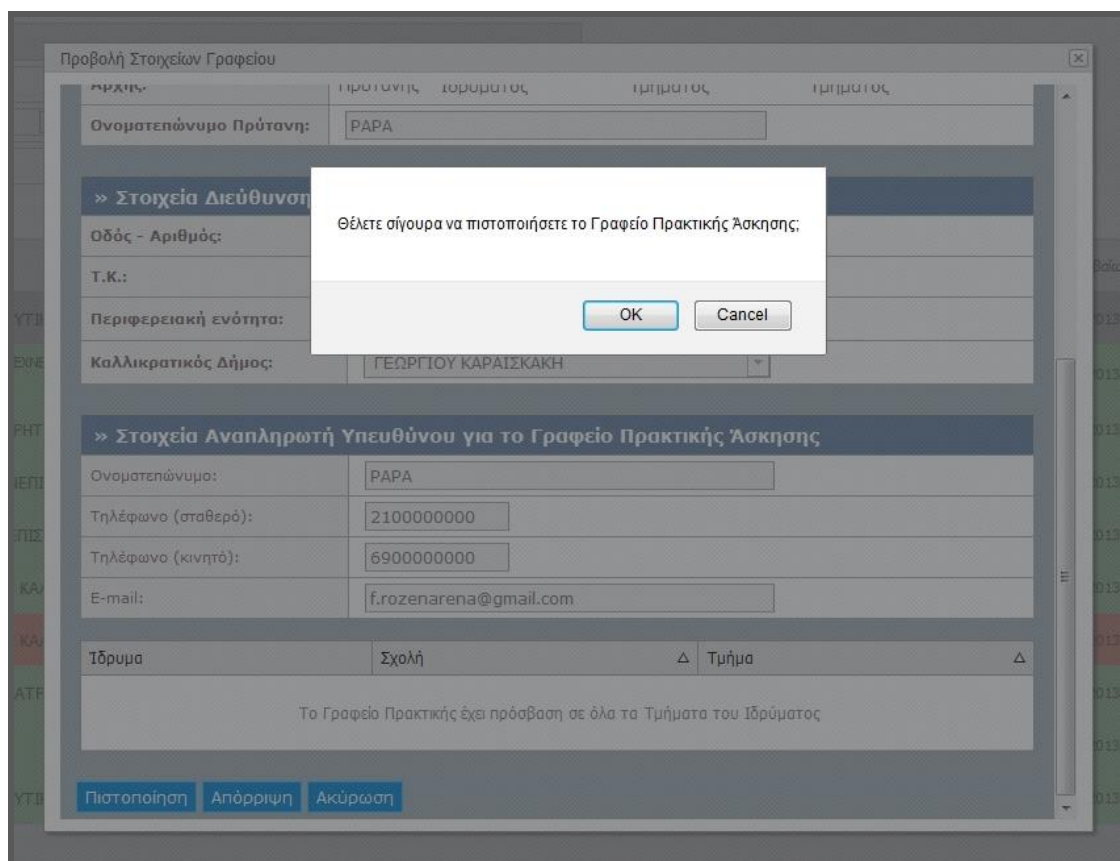 Προβολή Στοιχείων Γραφείου
Ονοματεπώνυμο Πρύτανη: PAPA
» Στοιχεία Διεύθυνση
Θέλετε σίγουρα να πιστοποιήσετε το Γραφείο Πρακτικής Άσκησης;
OK Cancel
Οδός - Αριθμός:
Τ.Κ.:
Περιφερειακή ενότητα:
Καλλικρατικός Δήμος: ΓΕΩΡΓΙΟΥ ΚΑΡΑΙΣΚΑΚΗ
» Στοιχεία Αναπληρωτή Υπευθύνου για το Γραφείο Πρακτικής Άσκησης
Ονοματεπώνυμο: PAPA
Τηλέφωνο (σταθερό): 2100000000
Τηλέφωνο (κινητό): 6900000000
E-mail: f.rozenarena@gmail.com
Ίδρυμα Σχολή Τμήμα
Το Γραφείο Πρακτικής έχει πρόσβαση σε όλα τα Τμήματα του Ιδρύματος
Πιστοποίηση Απόρριψη Ακύρωση